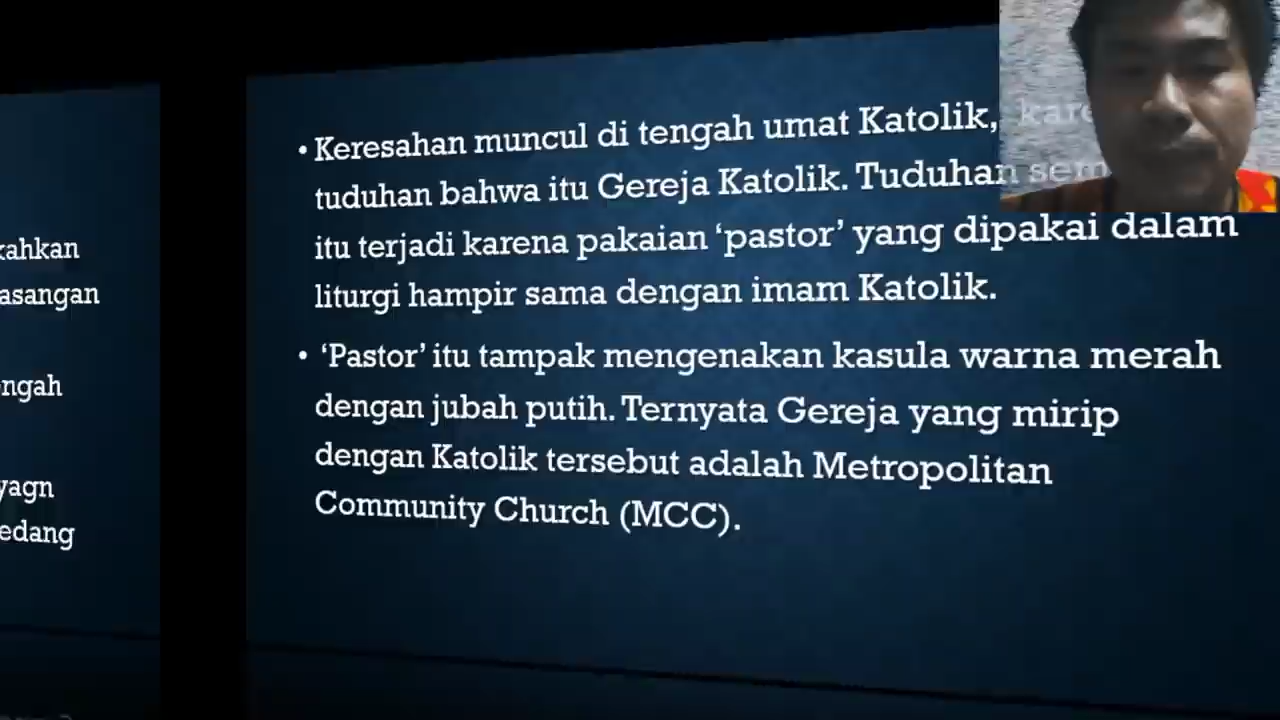 kahkan
asangan
ngah
yagn
edang
• Keresahan muncul di tengah umat Katolik,
tuduhan bahwa itu Gereja Katolik. Tuduhan sem
itu terjadi karena pakaian ‘pastor’ yang dipakai dalam
liturgi hampir sama dengan imam Katolik.
• ‘Pastor’ itu tampak mengenakan kasula warna merah
dengan jubah putih. Ternyata Gereja yang mirip
dengan Katolik tersebut adalah Metropolitan
Community Church (MCC).